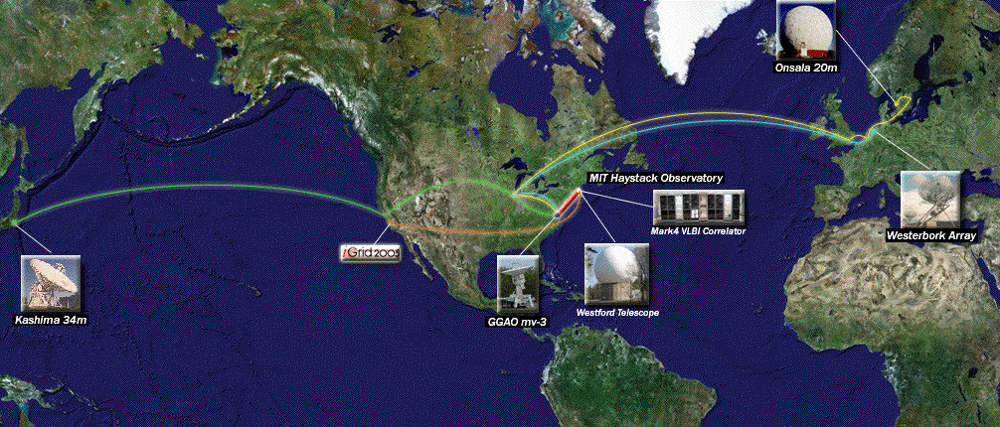 Onsala 20m
MIT Haystack Observatory
Mark4 VLBI Correlator
Westerbork Array
iGrid2005
Westford Telescope
Kashima 34m
GGAO mv-3